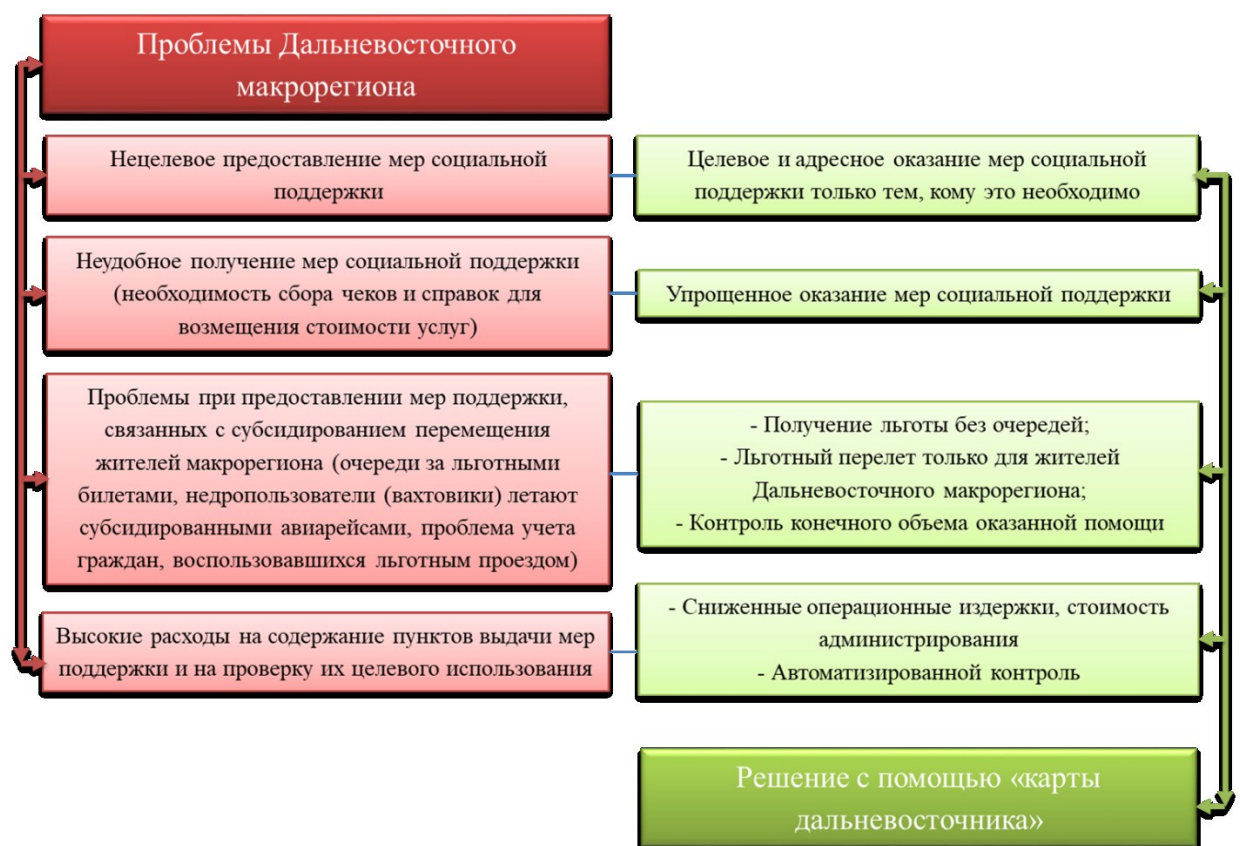 Проблемы Дальневосточного
макрорегиона
Нецелевое предоставление мер социальной
поддержки
Целевое и адресное оказание мер социальной
поддержки только тем, кому это необходимо
Неудобное получение мер социальной поддержки
(необходимость сбора чеков и справок для
возмещения стоимости услуг)
Упрощенное оказание мер социальной поддержки
Проблемы при предоставлении мер поддержки,
связанных с субсидированием перемещения
жителей макрорегиона (очереди за льготными
билетами, недропользователи (вахтовики) летают
субсидированными авиарейсами, проблема учета
граждан, воспользовавшихся льготным проездом)
- Получение льготы без очередей;
- Льготный перелет только для жителей
Дальневосточного макрорегиона;
- Контроль конечного объема оказанной помощи
Высокие расходы на содержание пунктов выдачи мер
поддержки и на проверку их целевого использования
- Сниженные операционные издержки, стоимость
администрирования
- Автоматизированной контроль
Решение с помощью «карты
дальневосточника»